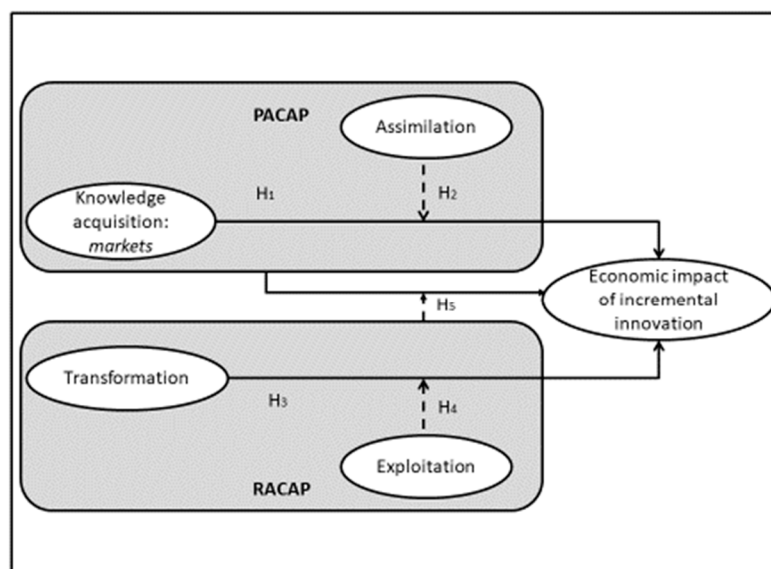 PACAP
Assimilation
H₁
H₂
Knowledge
acquisition:
markets
Economic impact
of incremental
innovation
H₅
Transformation
H₃
H₄
Exploitation
RACAP